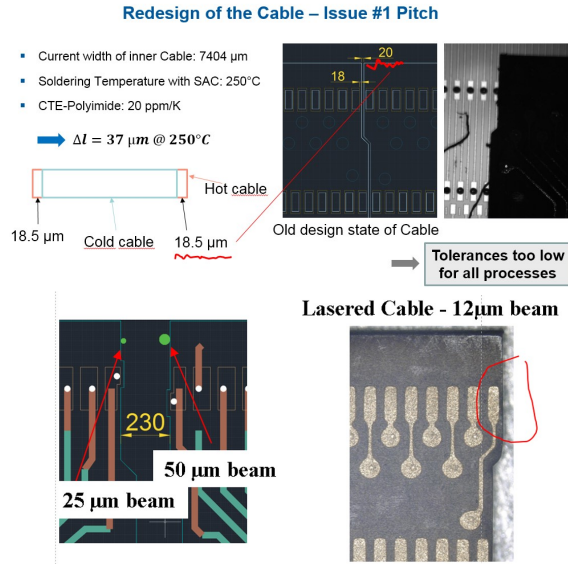 Redesign of the Cable – Issue #1 Pitch
Current width of inner Cable: 7404 µm
Soldering Temperature with SAC: 250°C
CTE-Polyimide: 20 ppm/K
Δl = 37 µm @ 250°C
Hot cable
18.5 µm
Cold cable
18.5 µm
20
18
Old design state of Cable
Tolerances too low
for all processes
Lasered Cable - 12µm beam
230
50 µm beam
25 µm beam